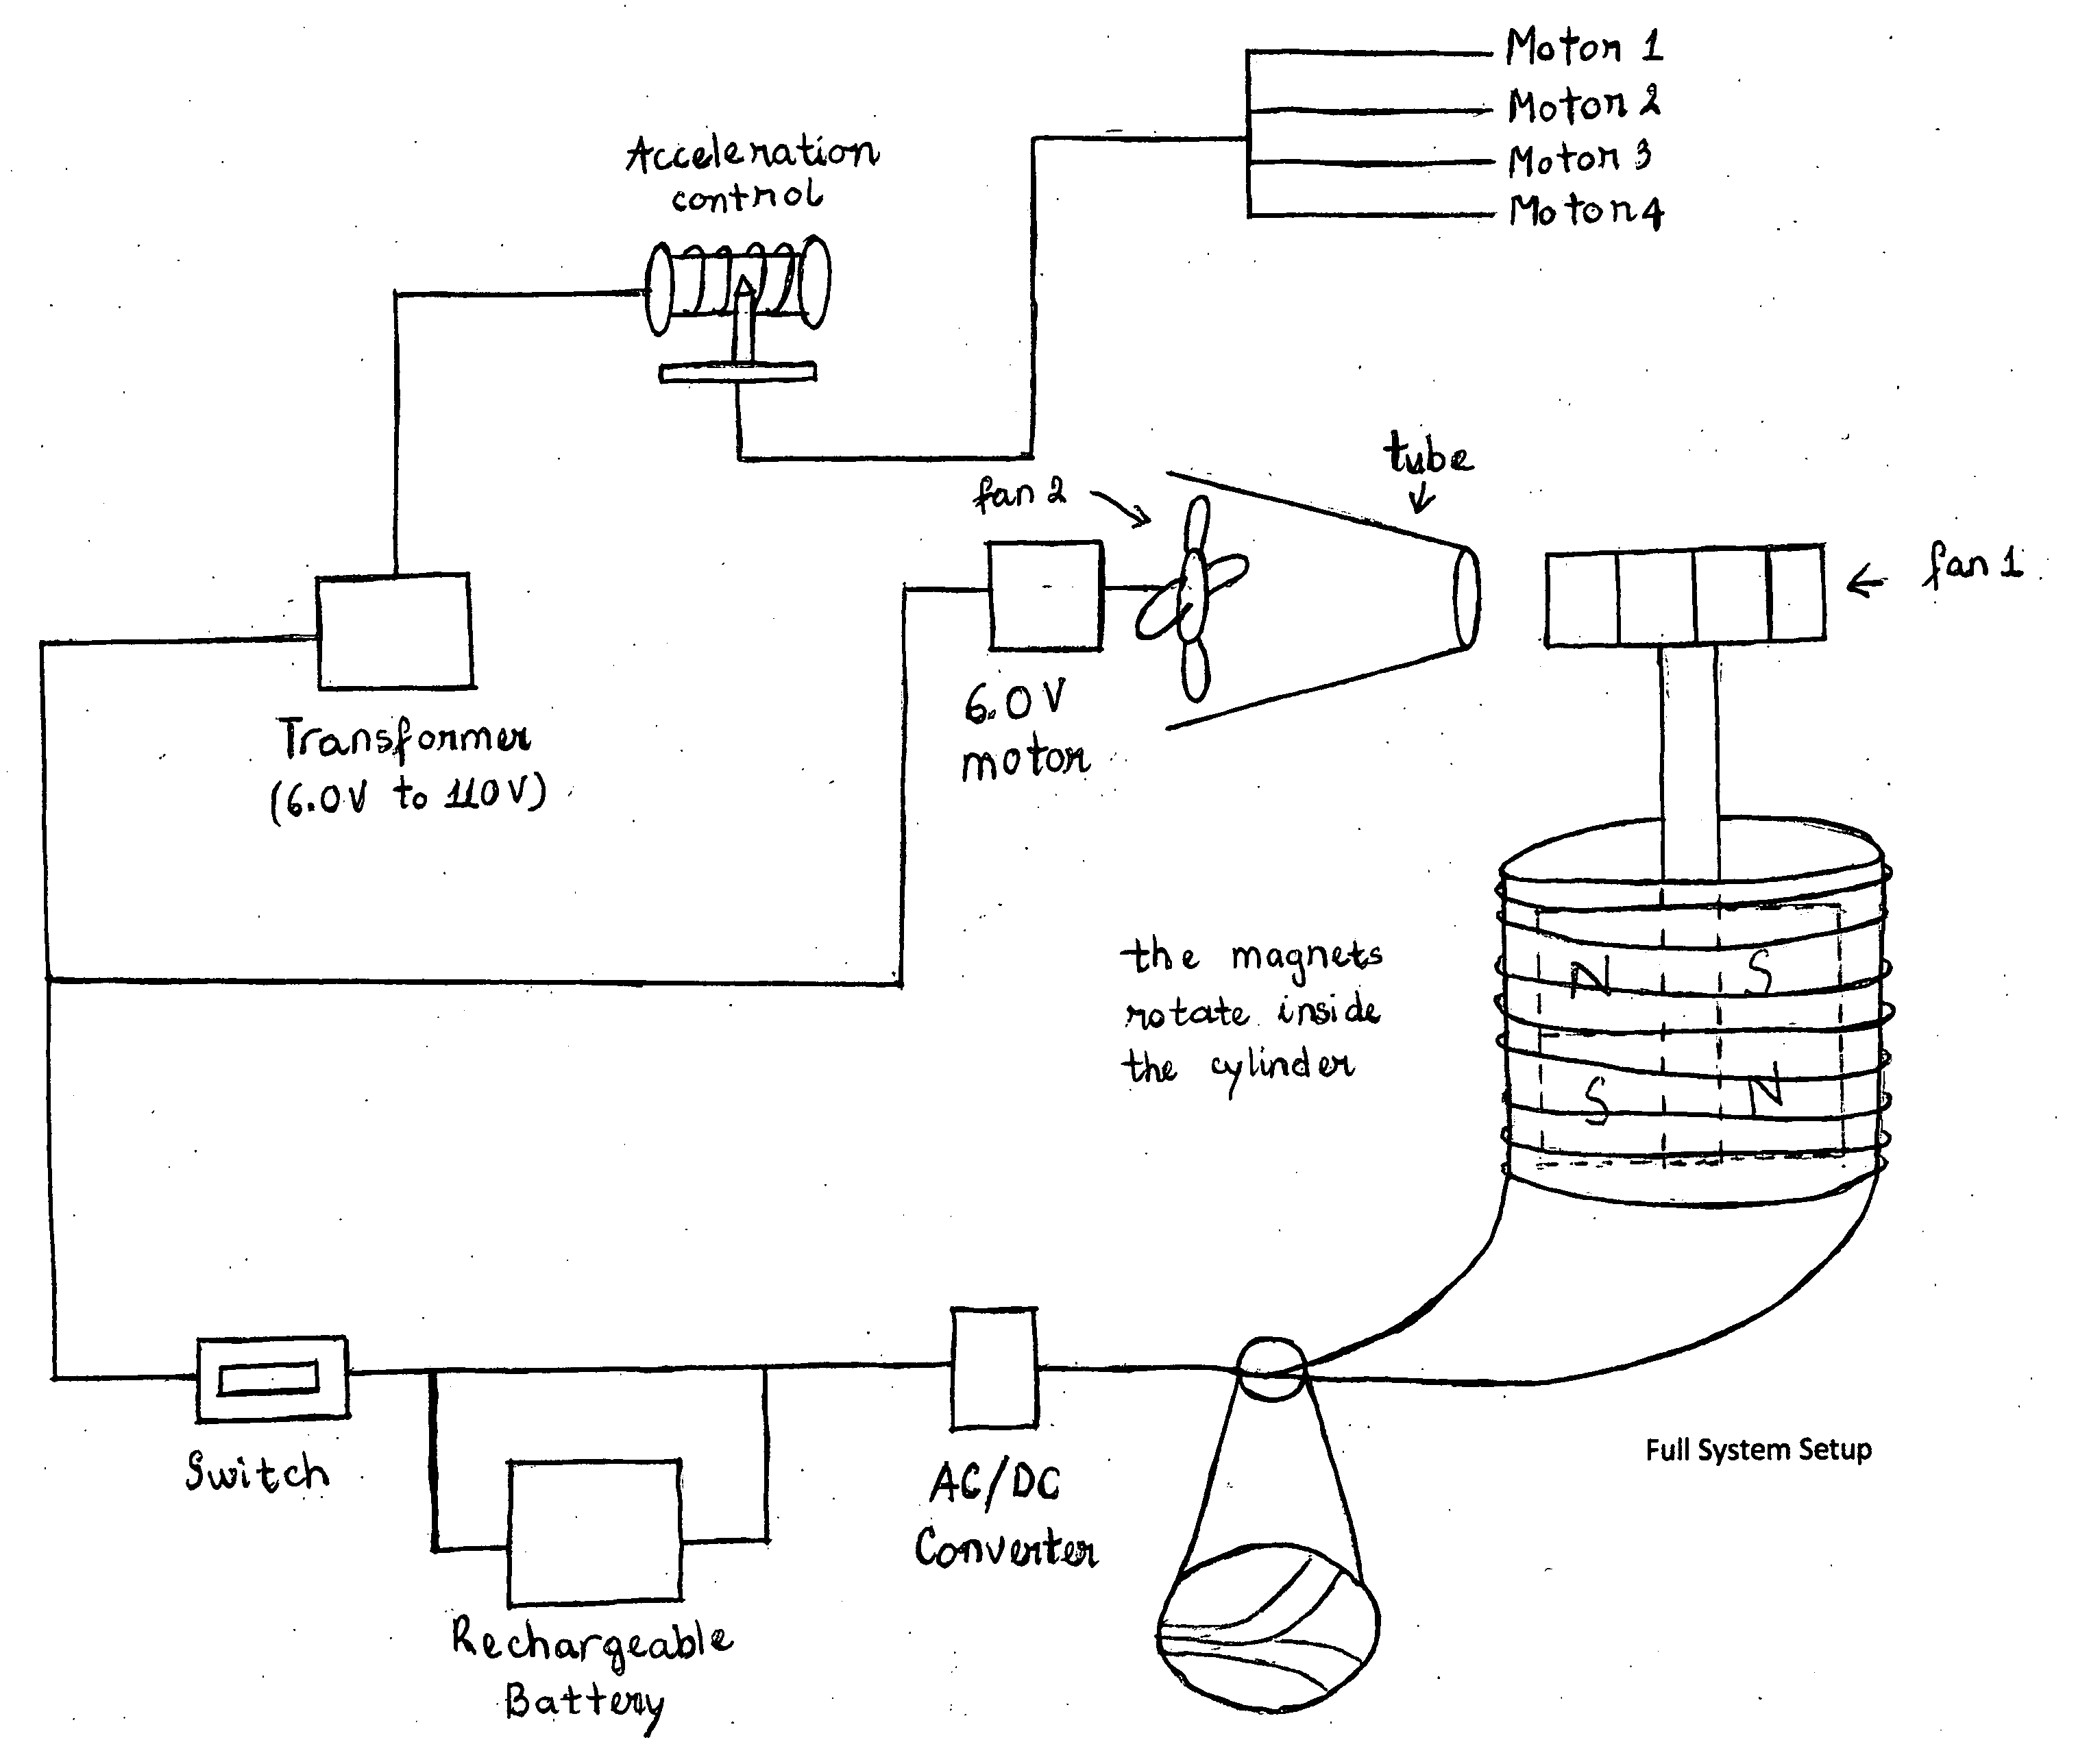 Motor 1
Motor 2
Motor 3
Motor 4
Acceleration
control
tube
fan 2
fan 1
6.0V
motor
Transformer
(6.0V to 110V)
the magnets
rotate inside
the cylinder
N S
S N
Full System Setup
Switch
AC/DC
Converter
Rechargeable
Battery